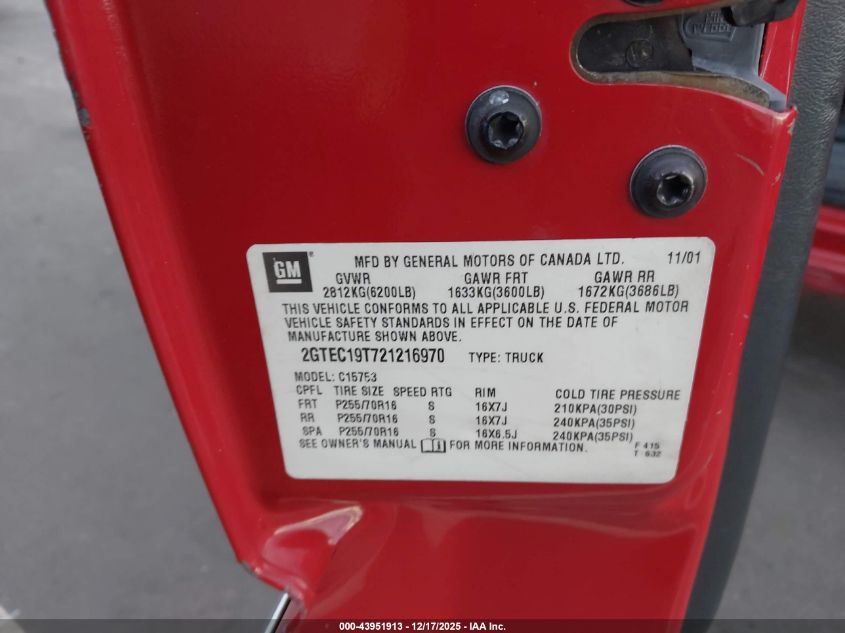 GM
MFD BY GENERAL MOTORS OF CANADA LTD. 11/01
GVWR GAWR FRT GAWR RR
2812KG(6200LB) 1633KG(3600LB) 1672KG(3686LB)
THIS VEHICLE CONFORMS TO ALL APPLICABLE U.S. FEDERAL MOTOR
VEHICLE SAFETY STANDARDS IN EFFECT ON THE DATE OF
MANUFACTURE SHOWN ABOVE.
2GTEC19T721216970 TYPE: TRUCK
MODEL: C15753
CPFL TIRE SIZE SPEED RTG RIM COLD TIRE PRESSURE
FRT P255/70R16 S 16X7J 210KPA(30PSI)
RR P255/70R16 S 16X7J 240KPA(35PSI)
SPA P255/70R16 S 16X6.5J 240KPA(35PSI)
SEE OWNER'S MANUAL FOR MORE INFORMATION. F 415
T 632
000-43951913 - 12/17/2025 - IAA Inc.